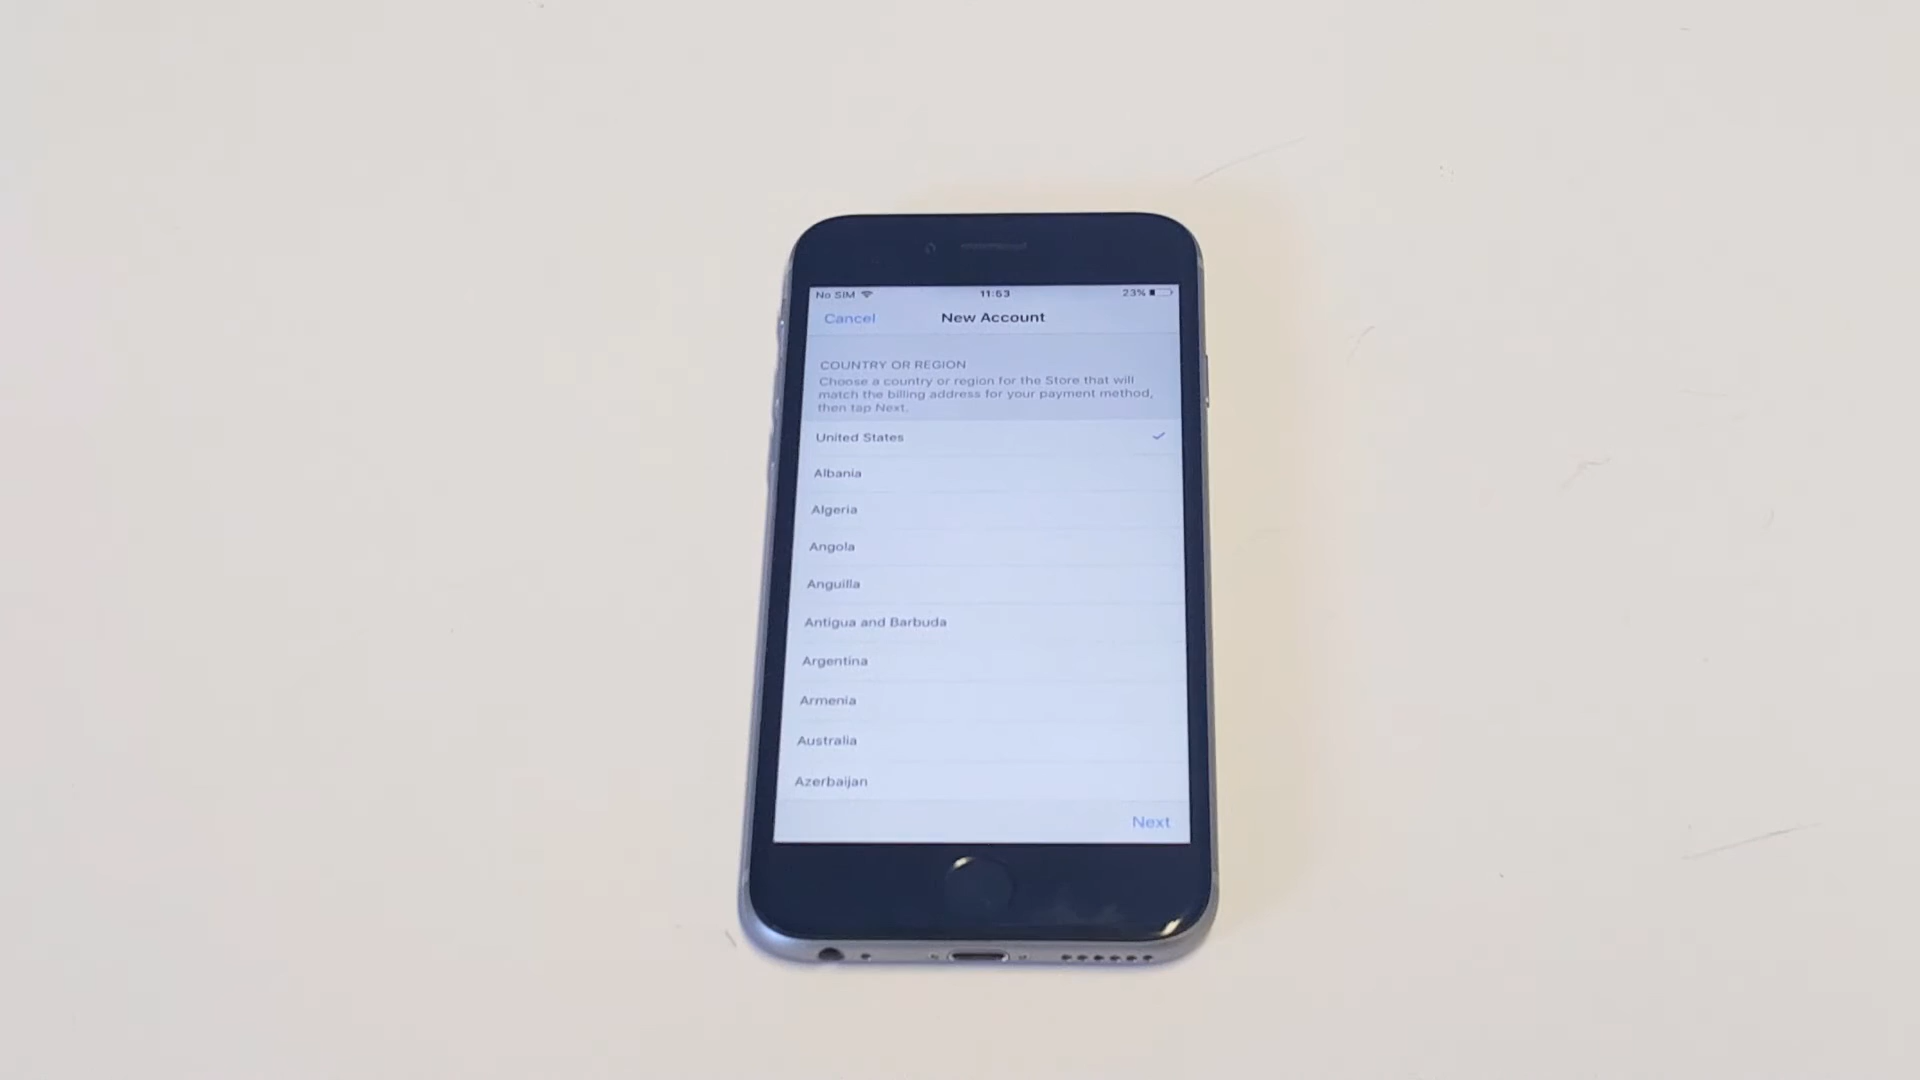 No SIM 11:53 23%
Cancel New Account
COUNTRY OR REGION
Choose a country or region for the Store that will
match the billing address for your payment method,
then tap Next.
United States
Albania
Algeria
Angola
Anguilla
Antigua and Barbuda
Argentina
Armenia
Australia
Azerbaijan
Next